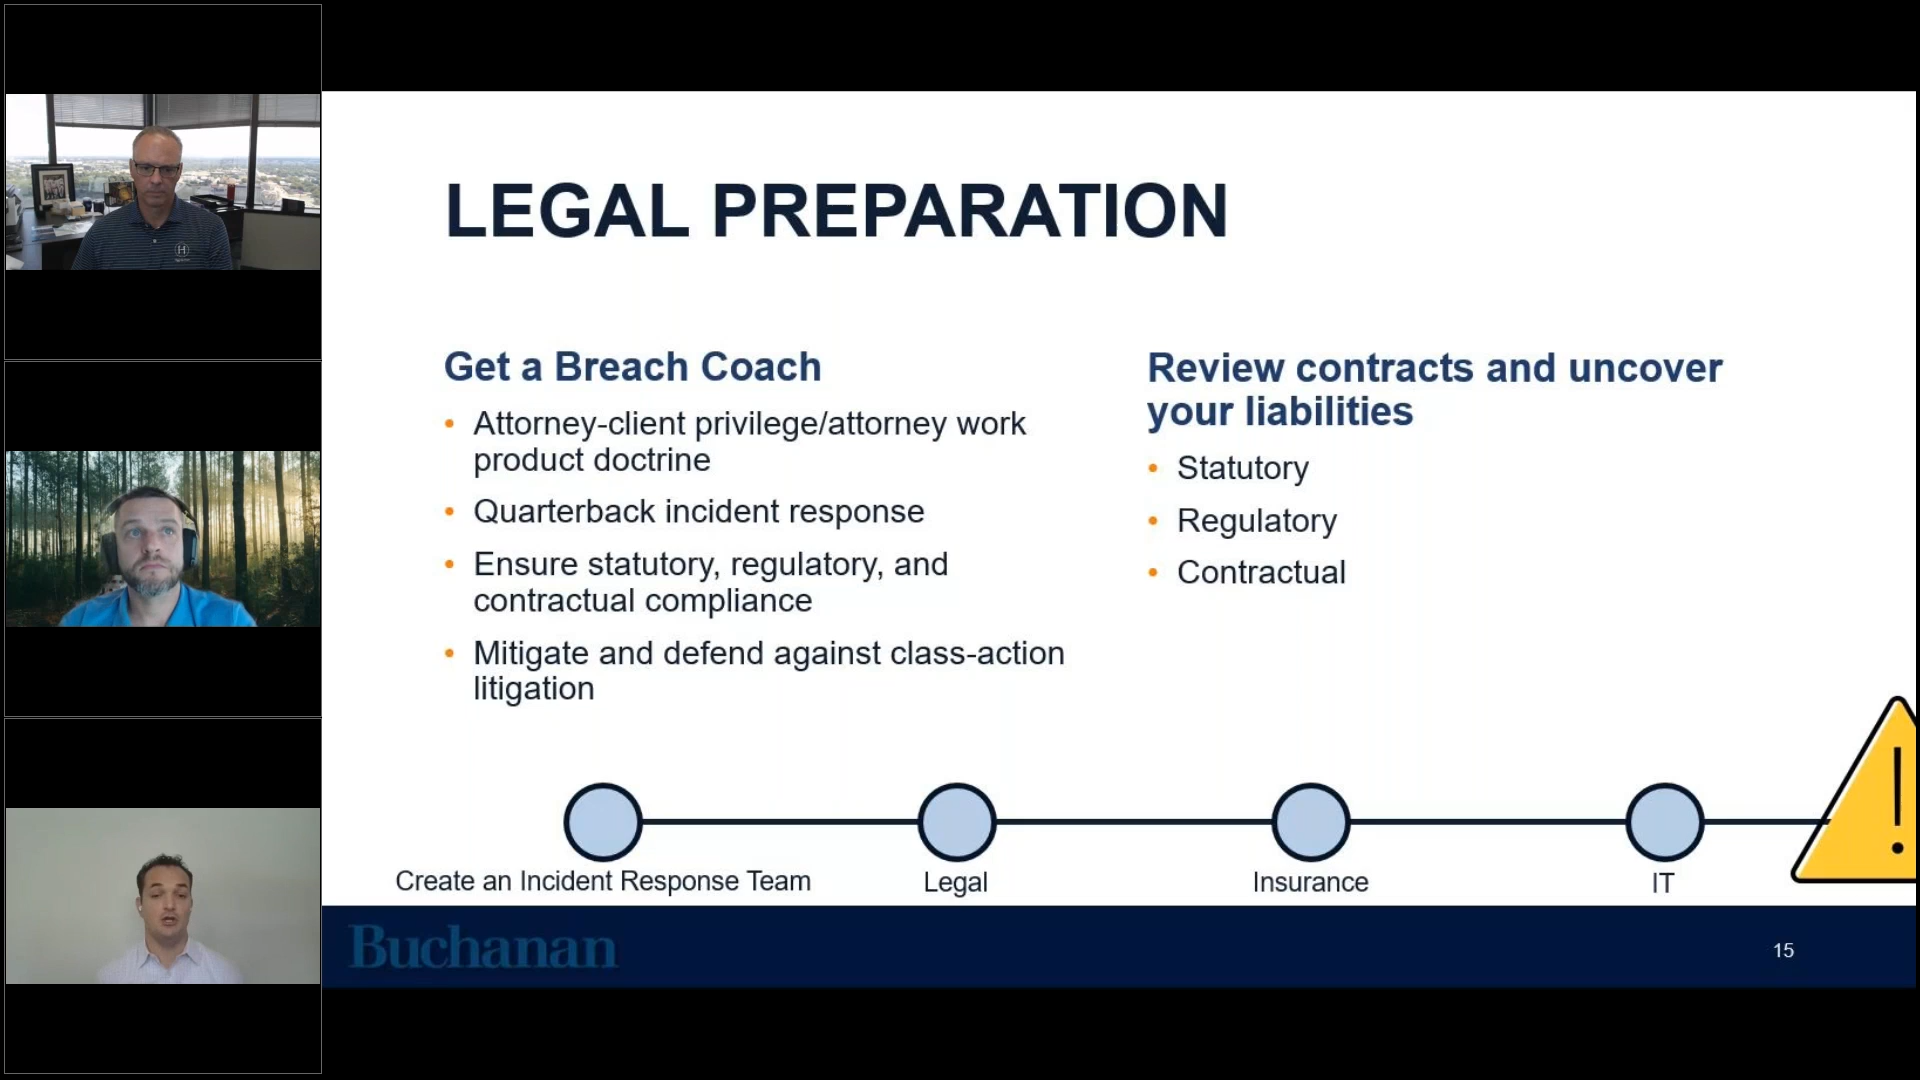 LEGAL PREPARATION
Get a Breach Coach
• Attorney-client privilege/attorney work
product doctrine
• Quarterback incident response
• Ensure statutory, regulatory, and
contractual compliance
• Mitigate and defend against class-action
litigation
Review contracts and uncover
your liabilities
• Statutory
• Regulatory
• Contractual
Create an Incident Response Team
Legal
Insurance
IT
!
Buchanan
15
H